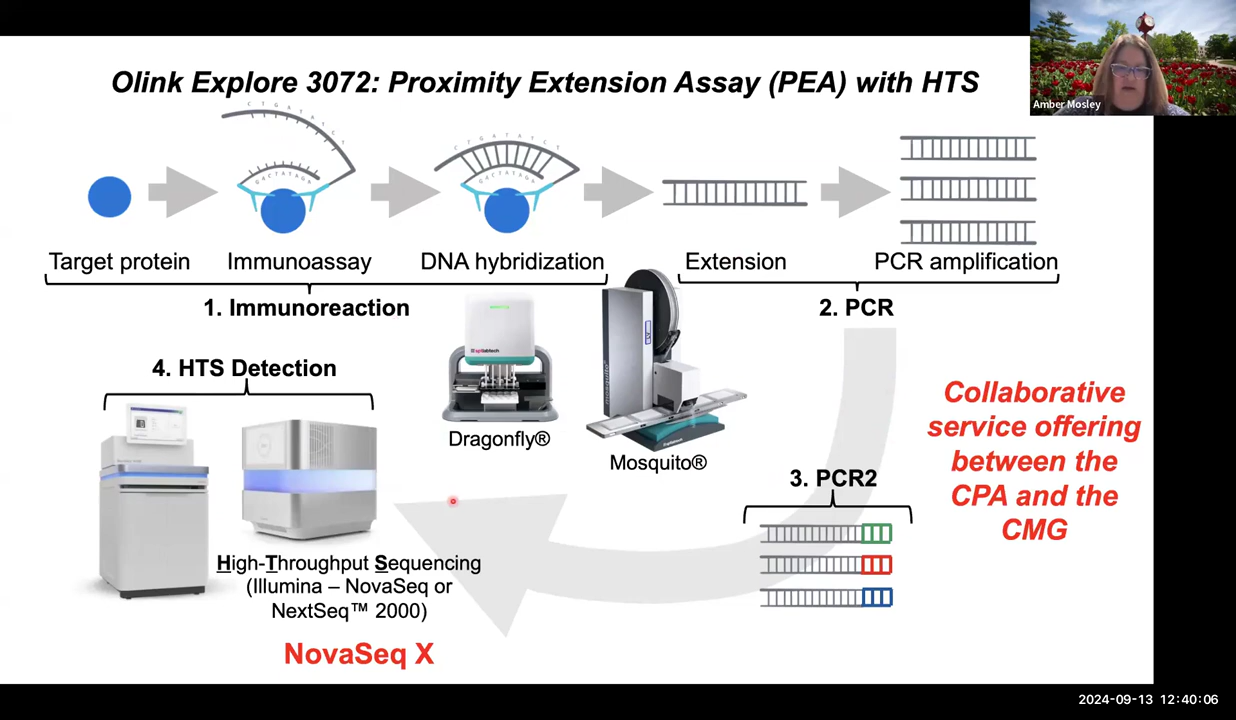 Olink Explore 3072: Proximity Extension Assay (PEA) with HTS
Amber Mosley
Target protein
Immunoassay
DNA hybridization
Extension
PCR amplification
1. Immunoreaction
2. PCR
4. HTS Detection
Dragonfly®
Mosquito®
Collaborative
service offering
between the
CPA and the
CMG
3. PCR2
High-Throughput Sequencing
(Illumina – NovaSeq or
NextSeq™ 2000)
NovaSeq X
2024-09-13 12:40:06